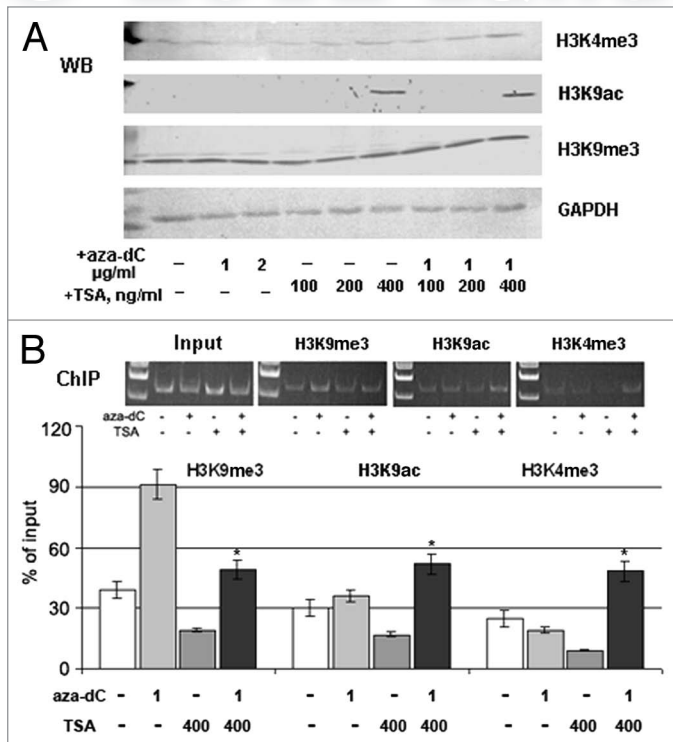 A
WB
H3K4me3
H3K9ac
H3K9me3
GAPDH
+aza-dC
µg/ml
– 1 2 – – – 1 1 1
+TSA, ng/ml
– – – 100 200 400 100 200 400
B
Input H3K9me3 H3K9ac H3K4me3
ChIP
aza-dC - + - + - + - + - + - + - + - +
TSA - - + + - - + + - - + + - - + +
120
H3K9me3 H3K9ac H3K4me3
90
% of input
60
* * *
30
0
aza-dC - 1 - 1 - 1 - 1 - 1 - 1
TSA - - 400 400 - - 400 400 - - 400 400